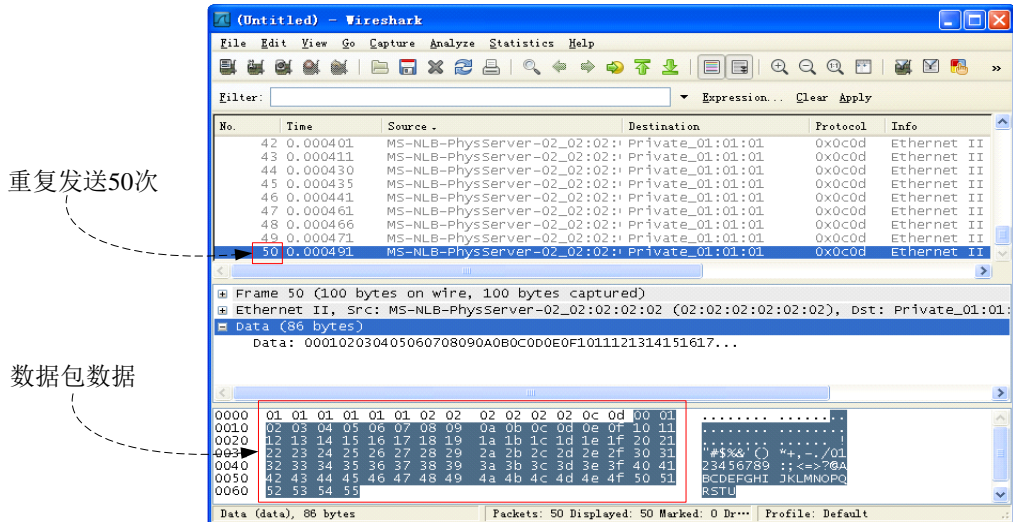 (Untitled) - Wireshark
File Edit View Go Capture Analyze Statistics Help
»
Filter: Expression... Clear Apply
No. Time Source Destination Protocol Info
42 0.000401 MS-NLB-PhysServer-02_02:02: Private_01:01:01 0x0c0d Ethernet II
43 0.000411 MS-NLB-PhysServer-02_02:02: Private_01:01:01 0x0c0d Ethernet II
44 0.000430 MS-NLB-PhysServer-02_02:02: Private_01:01:01 0x0c0d Ethernet II
45 0.000435 MS-NLB-PhysServer-02_02:02: Private_01:01:01 0x0c0d Ethernet II
46 0.000441 MS-NLB-PhysServer-02_02:02: Private_01:01:01 0x0c0d Ethernet II
47 0.000461 MS-NLB-PhysServer-02_02:02: Private_01:01:01 0x0c0d Ethernet II
48 0.000466 MS-NLB-PhysServer-02_02:02: Private_01:01:01 0x0c0d Ethernet II
49 0.000471 MS-NLB-PhysServer-02_02:02: Private_01:01:01 0x0c0d Ethernet II
50 0.000491 MS-NLB-PhysServer-02_02:02: Private_01:01:01 0x0c0d Ethernet II
重复发送50次
Frame 50 (100 bytes on wire, 100 bytes captured)
Ethernet II, Src: MS-NLB-PhysServer-02_02:02:02:02 (02:02:02:02:02:02), Dst: Private_01:01:
Data (86 bytes)
Data: 000102030405060708090A0B0C0D0E0F1011121314151617...
数据包数据
0000 01 01 01 01 01 01 02 02 02 02 02 02 0c 0d 00 01 ........ ........
0010 02 03 04 05 06 07 08 09 0a 0b 0c 0d 0e 0f 10 11 ........ ........
0020 12 13 14 15 16 17 18 19 1a 1b 1c 1d 1e 1f 20 21 ........ ...... !
0030 22 23 24 25 26 27 28 29 2a 2b 2c 2d 2e 2f 30 31 "#$%&'() *+,-./01
0040 32 33 34 35 36 37 38 39 3a 3b 3c 3d 3e 3f 40 41 23456789 :;<=>?@A
0050 42 43 44 45 46 47 48 49 4a 4b 4c 4d 4e 4f 50 51 BCDEFGHI JKLMNOPQ
0060 52 53 54 55 RSTU
Data (data), 86 bytes Packets: 50 Displayed: 50 Marked: 0 Dr··· Profile: Default